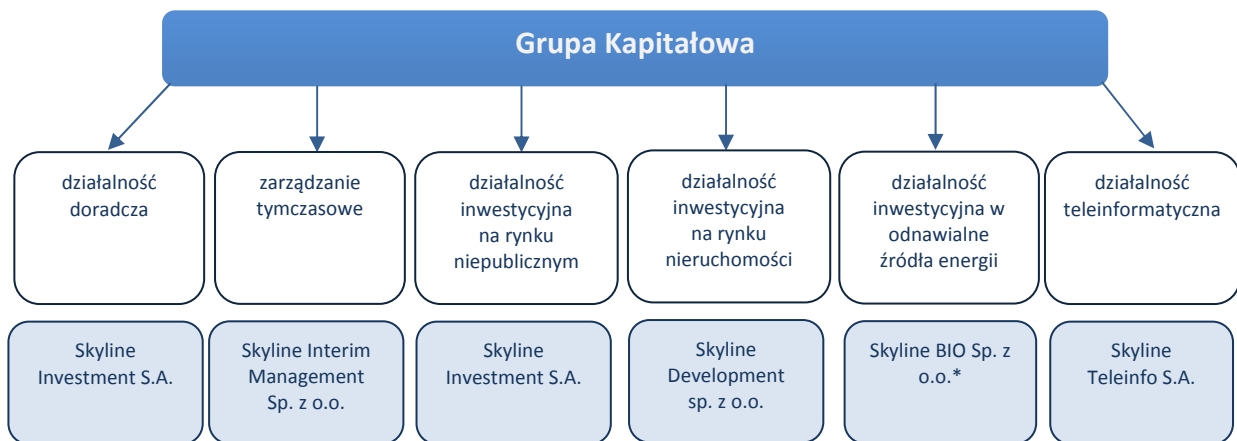 Grupa Kapitałowa
działalność
doradcza
zarządzanie
tymczasowe
działalność
inwestycyjna
na rynku
niepublicznym
działalność
inwestycyjna
na rynku
nieruchomości
działalność
inwestycyjna w
odnawialne
źródła energii
działalność
teleinformatyczna
Skyline
Investment S.A.
Skyline Interim
Management
Sp. z o.o.
Skyline
Investment S.A.
Skyline
Development
sp. z o.o.
Skyline BIO Sp. z
o.o.*
Skyline
Teleinfo S.A.